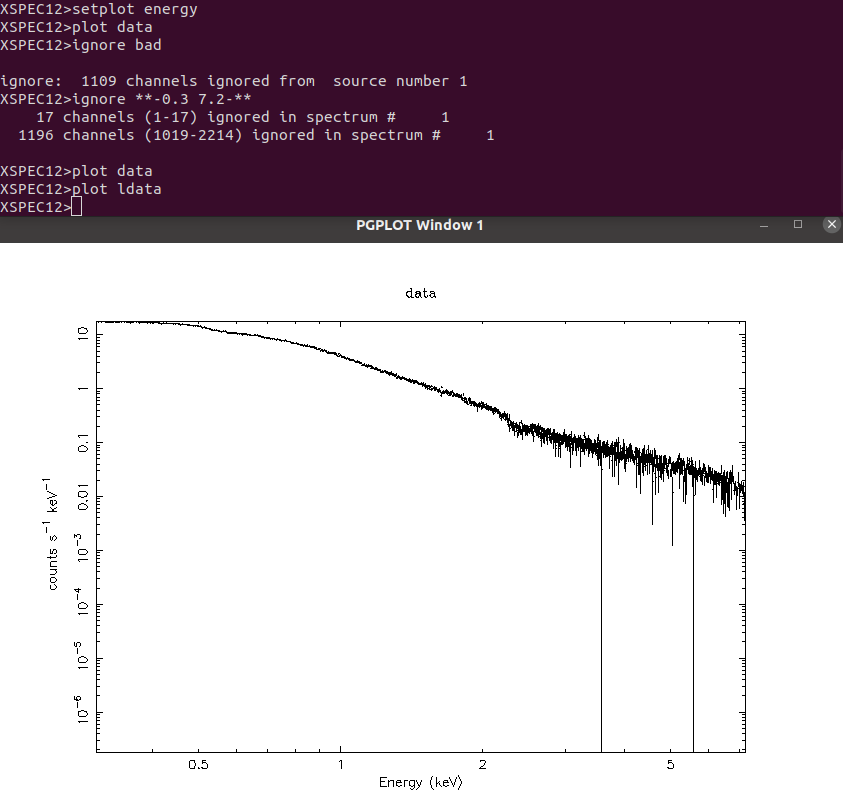 XSPEC12>setplot energy
XSPEC12>plot data
XSPEC12>ignore bad
ignore:  1109 channels ignored from  source number 1
XSPEC12>ignore **-0.3 7.2-**
    17 channels (1-17) ignored in spectrum #     1
  1196 channels (1019-2214) ignored in spectrum #     1
XSPEC12>plot data
XSPEC12>plot ldata
XSPEC12>
PGPLOT Window 1
data
counts s⁻¹ keV⁻¹
10
1
0.1
0.01
10⁻³
10⁻⁴
10⁻⁵
10⁻⁶
0.5 1 2 5
Energy (keV)